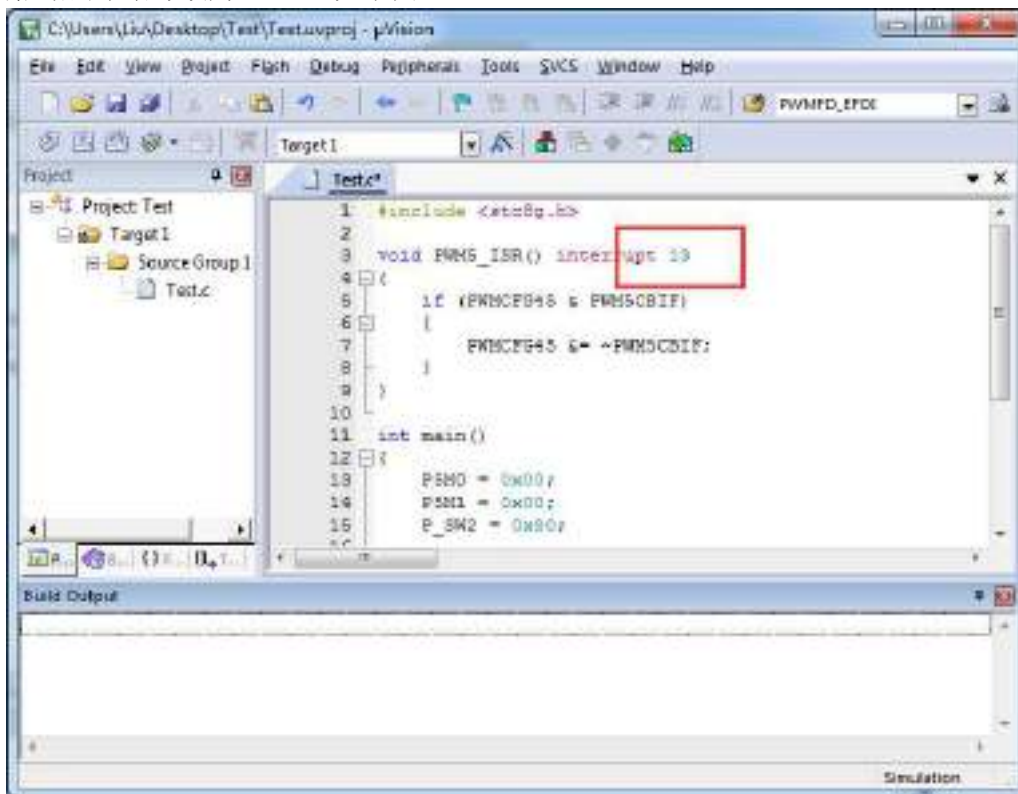 C:\Users\Liu\Desktop\Test\Test.uvproj - µVision
File Edit View Project Flash Debug Peripherals Tools SVCS Window Help
PWMFD_EFDI
Target 1
Project
Test.c*
Project: Test
Target 1
Source Group 1
Test.c
1 #include <stc8g.h>
2
3 void PWM5_ISR() interrupt 13
4 {
5 if (PWMCFG45 & PWM5CBIF)
6 {
7 PWMCFG45 &= ~PWM5CBIF;
8 }
9 }
10
11 int main()
12 {
13 P5M0 = 0x00;
14 P5M1 = 0x00;
15 P_SW2 = 0x80;
Build Output
Simulation